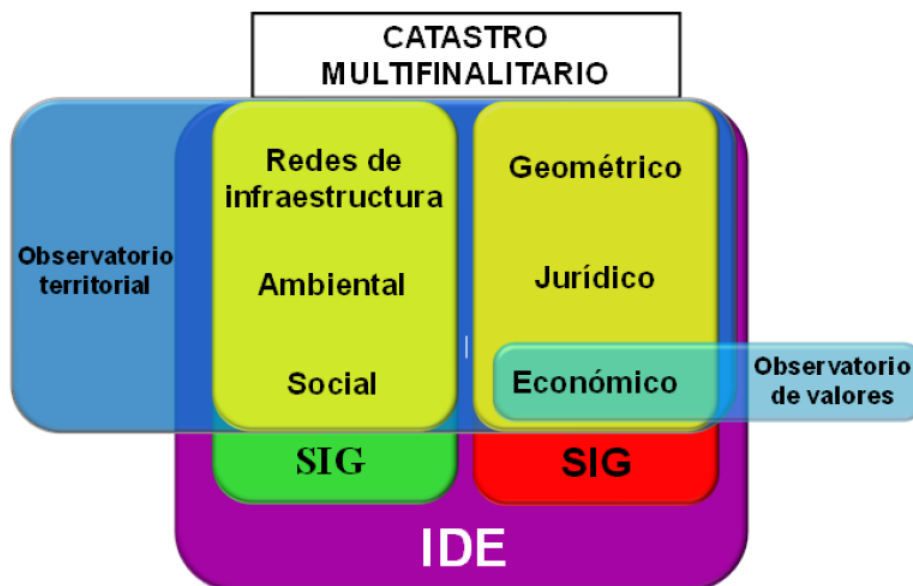 CATASTRO
MULTIFINALITARIO
Observatorio
territorial
Redes de
infraestructura
Ambiental
Social
SIG
Geométrico
Jurídico
Económico
SIG
Observatorio
de valores
IDE